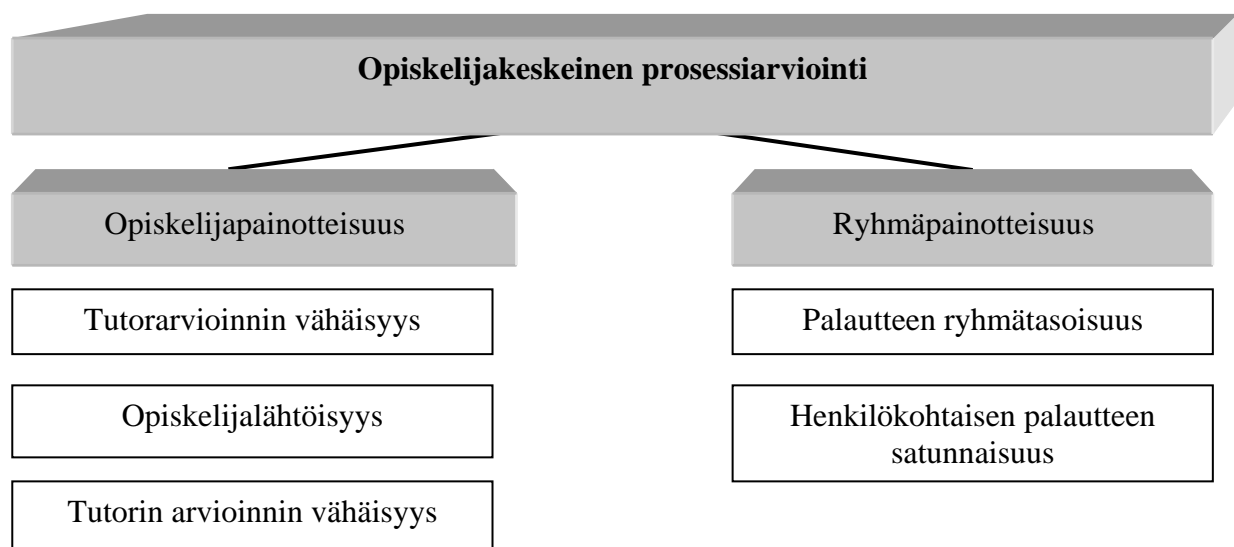 Opiskelijakeskeinen prosessiarviointi
Opiskelijapainotteisuus
Tutorarvioinnin vähäisyys
Opiskelijalähtöisyys
Tutorin arvioinnin vähäisyys
Ryhmäpainotteisuus
Palautteen ryhmätasoisuus
Henkilökohtaisen palautteen
satunnaisuus